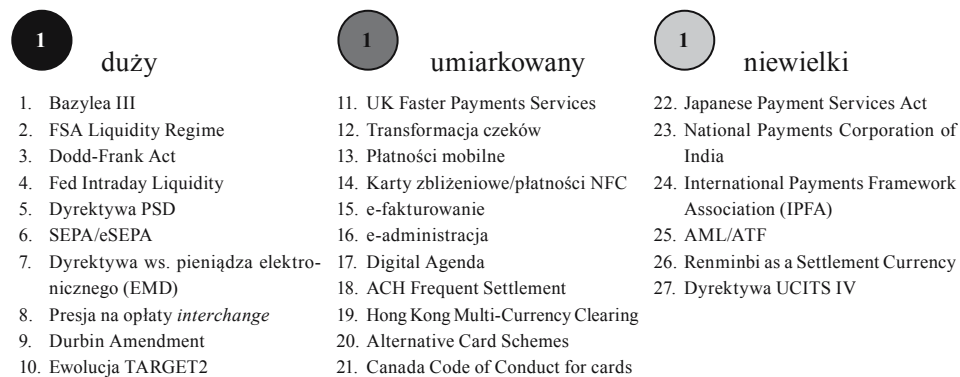 1
duży
1. Bazylea III
2. FSA Liquidity Regime
3. Dodd-Frank Act
4. Fed Intraday Liquidity
5. Dyrektywa PSD
6. SEPA/eSEPA
7. Dyrektywa ws. pieniądza elektro-
nicznego (EMD)
8. Presja na opłaty interchange
9. Durbin Amendment
10. Ewolucja TARGET2
1
umiarkowany
11. UK Faster Payments Services
12. Transformacja czeków
13. Płatności mobilne
14. Karty zbliżeniowe/płatności NFC
15. e-fakturowanie
16. e-administracja
17. Digital Agenda
18. ACH Frequent Settlement
19. Hong Kong Multi-Currency Clearing
20. Alternative Card Schemes
21. Canada Code of Conduct for cards
1
niewielki
22. Japanese Payment Services Act
23. National Payments Corporation of
India
24. International Payments Framework
Association (IPFA)
25. AML/ATF
26. Renminbi as a Settlement Currency
27. Dyrektywa UCITS IV